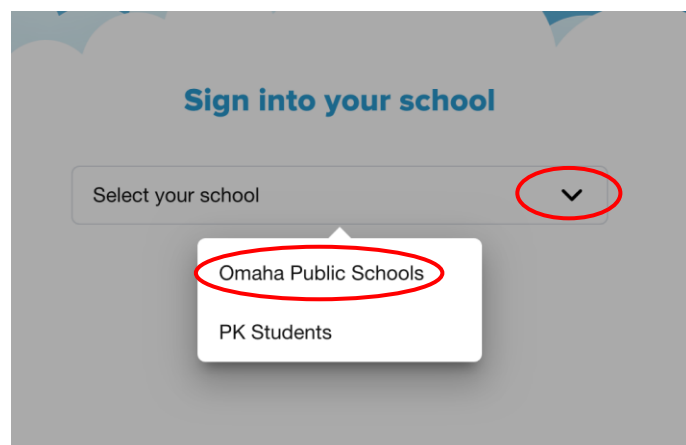 Sign into your school
Select your school
Omaha Public Schools
PK Students